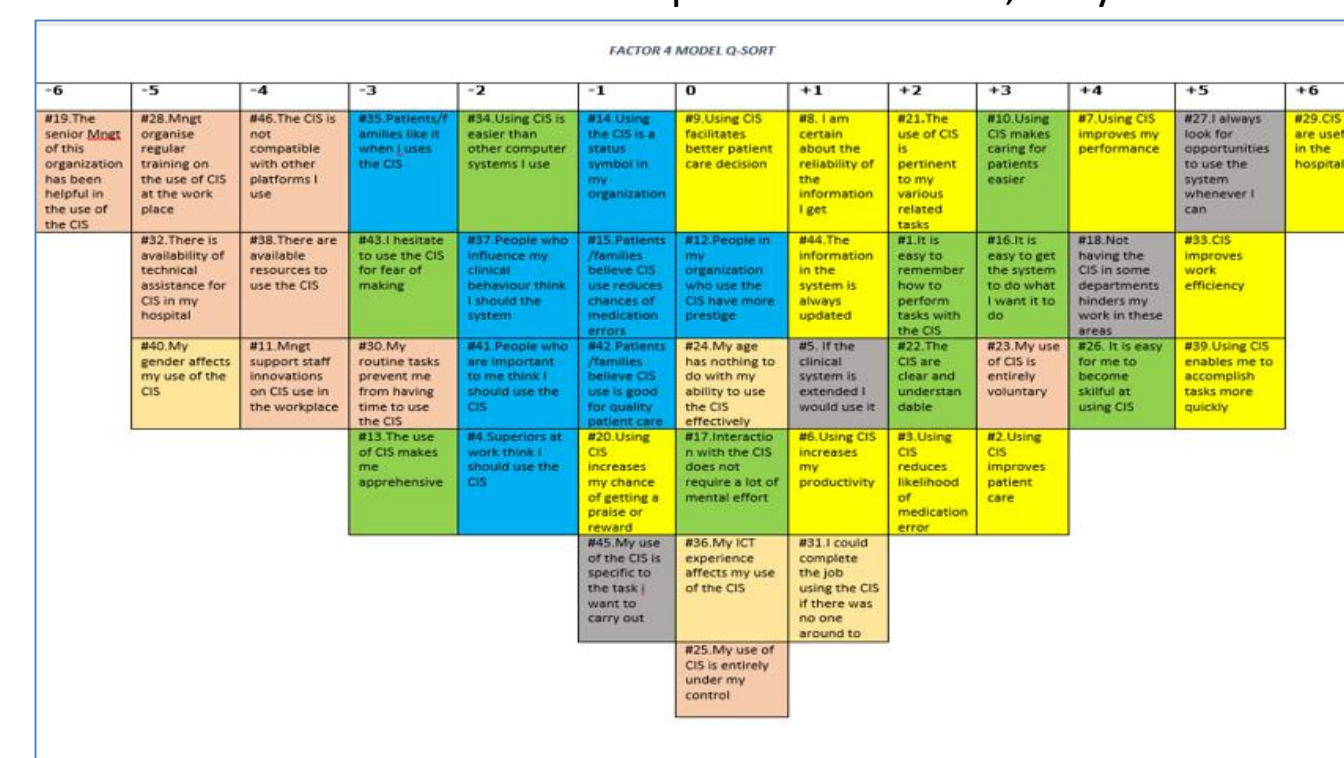 FACTOR 4 MODEL Q-SORT
-6
-5
-4
-3
-2
-1
0
+1
+2
+3
+4
+5
+6
#19.The
senior Mngt
of this
organization
has been
helpful in
the use of
the CIS
#28.Mngt
organise
regular
training on
the use of CIS
at the work
place
#46.The CIS is
not
compatible
with other
platforms I
use
#35.Patients/f
amilies like it
when i uses
the CIS
#34.Using CIS is
easier than
other computer
systems I use
#14.Using
the CIS is a
status
symbol in
my
organization
#9.Using CIS
facilitates
better patient
care decision
#8. I am
certain
about the
reliability of
the
information
I get
#21.The
use of CIS
is
pertinent
to my
various
related
tasks
#10.Using
CIS makes
caring for
patients
easier
#7.Using CIS
improves my
performance
#27.I always
look for
opportunities
to use the
system
whenever I
can
#29.CIS
are usef
in the
hospital
#32.There is
availability of
technical
assistance for
CIS in my
hospital
#38.There are
available
resources to
use the CIS
#43.I hesitate
to use the CIS
for fear of
making
#37.People who
influence my
clinical
behaviour think
I should the
system
#15.Patients
/families
believe CIS
use reduces
chances of
medication
errors
#12.People in
my
organization
who use the
CIS have more
prestige
#44.The
information
in the
system is
always
updated
#1.It is
easy to
remember
how to
perform
tasks with
the CIS
#16.It is
easy to get
the system
to do what
I want it to
do
#18.Not
having the
CIS in some
departments
hinders my
work in these
areas
#33.CIS
improves
work
efficiency
#40.My
gender affects
my use of the
CIS
#11.Mngt
support staff
innovations
on CIS use in
the workplace
#30.My
routine tasks
prevent me
from having
time to use
the CIS
#41.People who
are important
to me think I
should use the
CIS
#42.Patients
/families
believe CIS
use is good
for quality
patient care
#24.My age
has nothing to
do with my
ability to use
the CIS
effectively
#5. If the
clinical
system is
extended I
would use it
#22.The
CIS are
clear and
understan
dable
#23.My use
of CIS is
entirely
voluntary
#26. It is easy
for me to
become
skilful at
using CIS
#39.Using CIS
enables me to
accomplish
tasks more
quickly
#13.The use
of CIS makes
me
apprehensive
#4.Superiors at
work think I
should use the
CIS
#20.Using
CIS
increases
my chance
of getting a
praise or
reward
#17.Interactio
n with the CIS
does not
require a lot of
mental effort
#6.Using CIS
increases
my
productivity
#3.Using
CIS
reduces
likelihood
of
medication
error
#2.Using
CIS
improves
patient
care
#45.My use
of the CIS is
specific to
the task i
want to
carry out
#36.My ICT
experience
affects my use
of the CIS
#31.I could
complete
the job
using the CIS
if there was
no one
around to
#25.My use of
CIS is entirely
under my
control